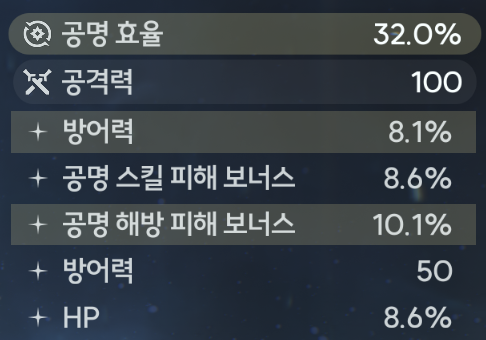 공명 효율 32.0%
공격력 100
방어력 8.1%
공명 스킬 피해 보너스 8.6%
공명 해방 피해 보너스 10.1%
방어력 50
HP 8.6%